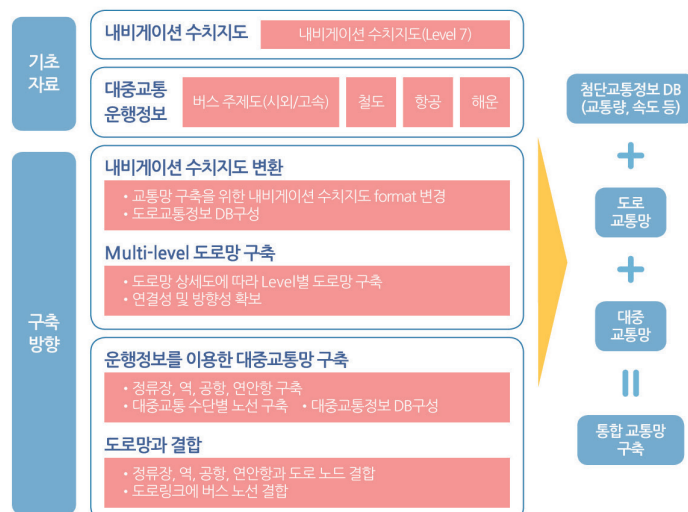 기초
자료
내비게이션 수치지도
내비게이션 수치지도(Level 7)
대중교통
운행정보
버스 주제도(시외/고속)
철도
항공
해운
구축
방향
내비게이션 수치지도 변환
• 교통망 구축을 위한 내비게이션 수치지도 format 변경
• 도로교통정보 DB구성
Multi-level 도로망 구축
• 도로망 상세도에 따라 Level별 도로망 구축
• 연결성 및 방향성 확보
운행정보를 이용한 대중교통망 구축
• 정류장, 역, 공항, 연안항 구축
• 대중교통 수단별 노선 구축 • 대중교통정보 DB구성
도로망과 결합
• 정류장, 역, 공항, 연안항과 도로 노드 결합
• 도로링크에 버스 노선 결합
첨단교통정보 DB
(교통량, 속도 등)
+
도로
교통망
+
대중
교통망
=
통합 교통망
구축